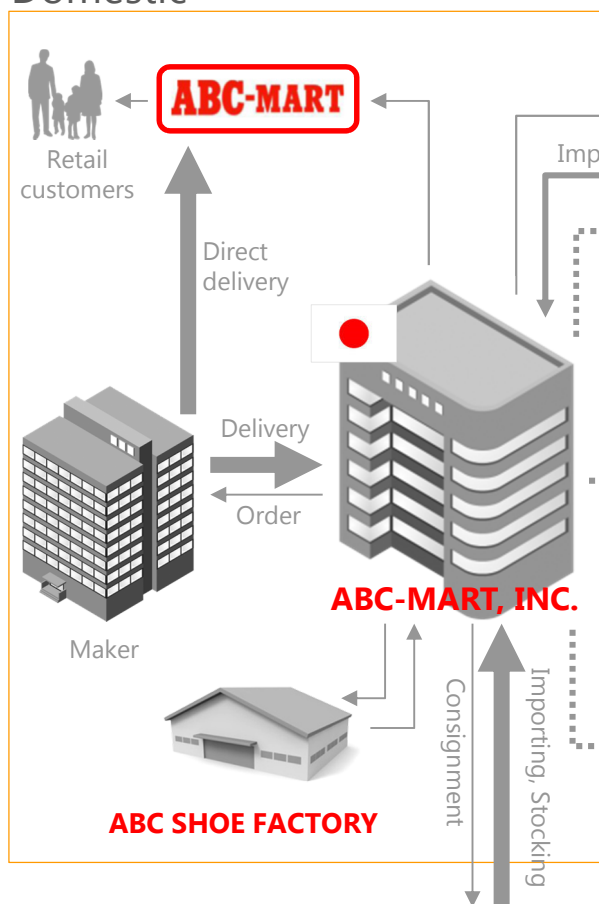 Domestic
ABC-MART
Retail
customers
Imp
Direct
delivery
Delivery
Order
ABC-MART, INC.
Maker
Consignment
Importing, Stocking
ABC SHOE FACTORY